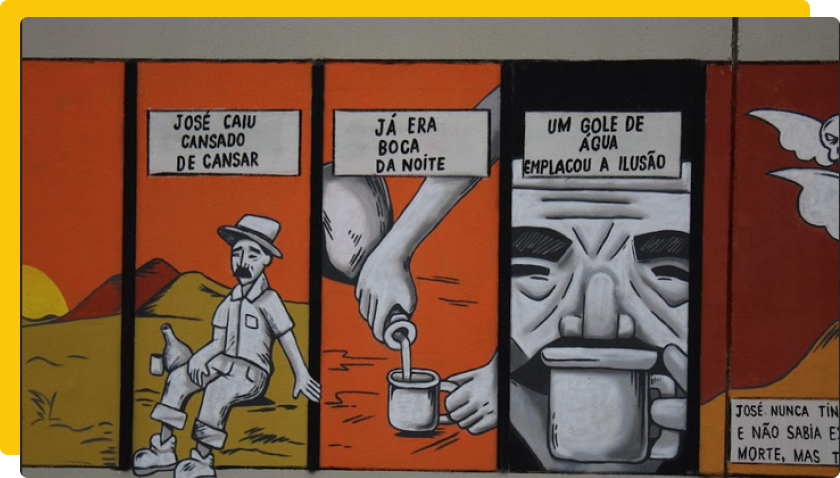 JOSÉ CAIU
CANSADO
DE CANSAR
JÁ ERA
BOCA
DA NOITE
UM GOLE DE
ÁGUA
EMPLACOU A ILUSÃO
JOSÉ NUNCA TIN
E NÃO SABIA E
MORTE, MAS T